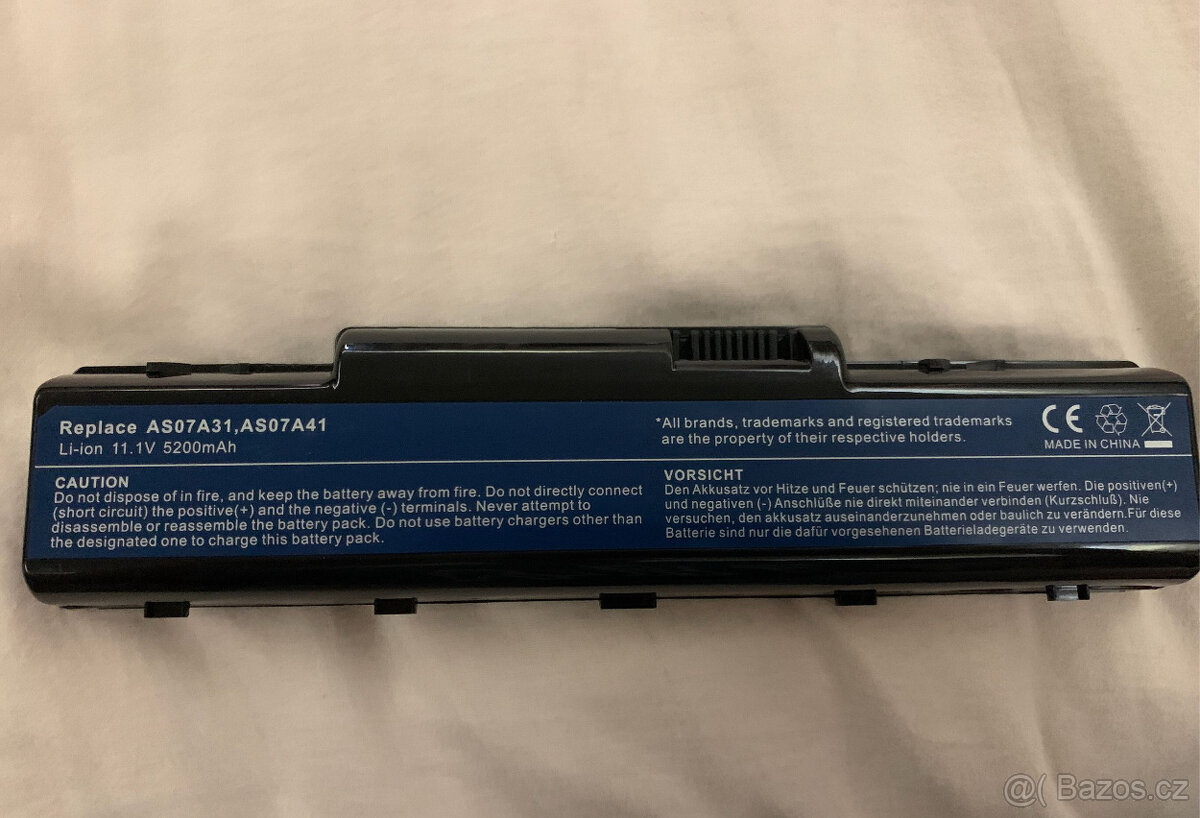 Replace AS07A31,AS07A41
Li-ion 11.1V 5200mAh
*All brands, trademarks and registered trademarks
are the property of their respective holders.
CE
MADE IN CHINA
CAUTION
Do not dispose of in fire, and keep the battery away from fire. Do not directly connect
(short circuit) the positive(+) and the negative (-) terminals. Never attempt to
disassemble or reassemble the battery pack. Do not use battery chargers other than
the designated one to charge this battery pack.
VORSICHT
Den Akkusatz vor Hitze und Feuer schützen; nie in ein Feuer werfen. Die positiven(+)
und negativen (-) Anschlüße nie direkt miteinander verbinden (Kurzschluß). Nie
versuchen, den akkusatz auseinanderzunehmen oder baulich zu verändern.Für diese
Batterie sind nur die dafür vorgesehenen Batterieladegeräte zu verwenden.
@( Bazos.cz